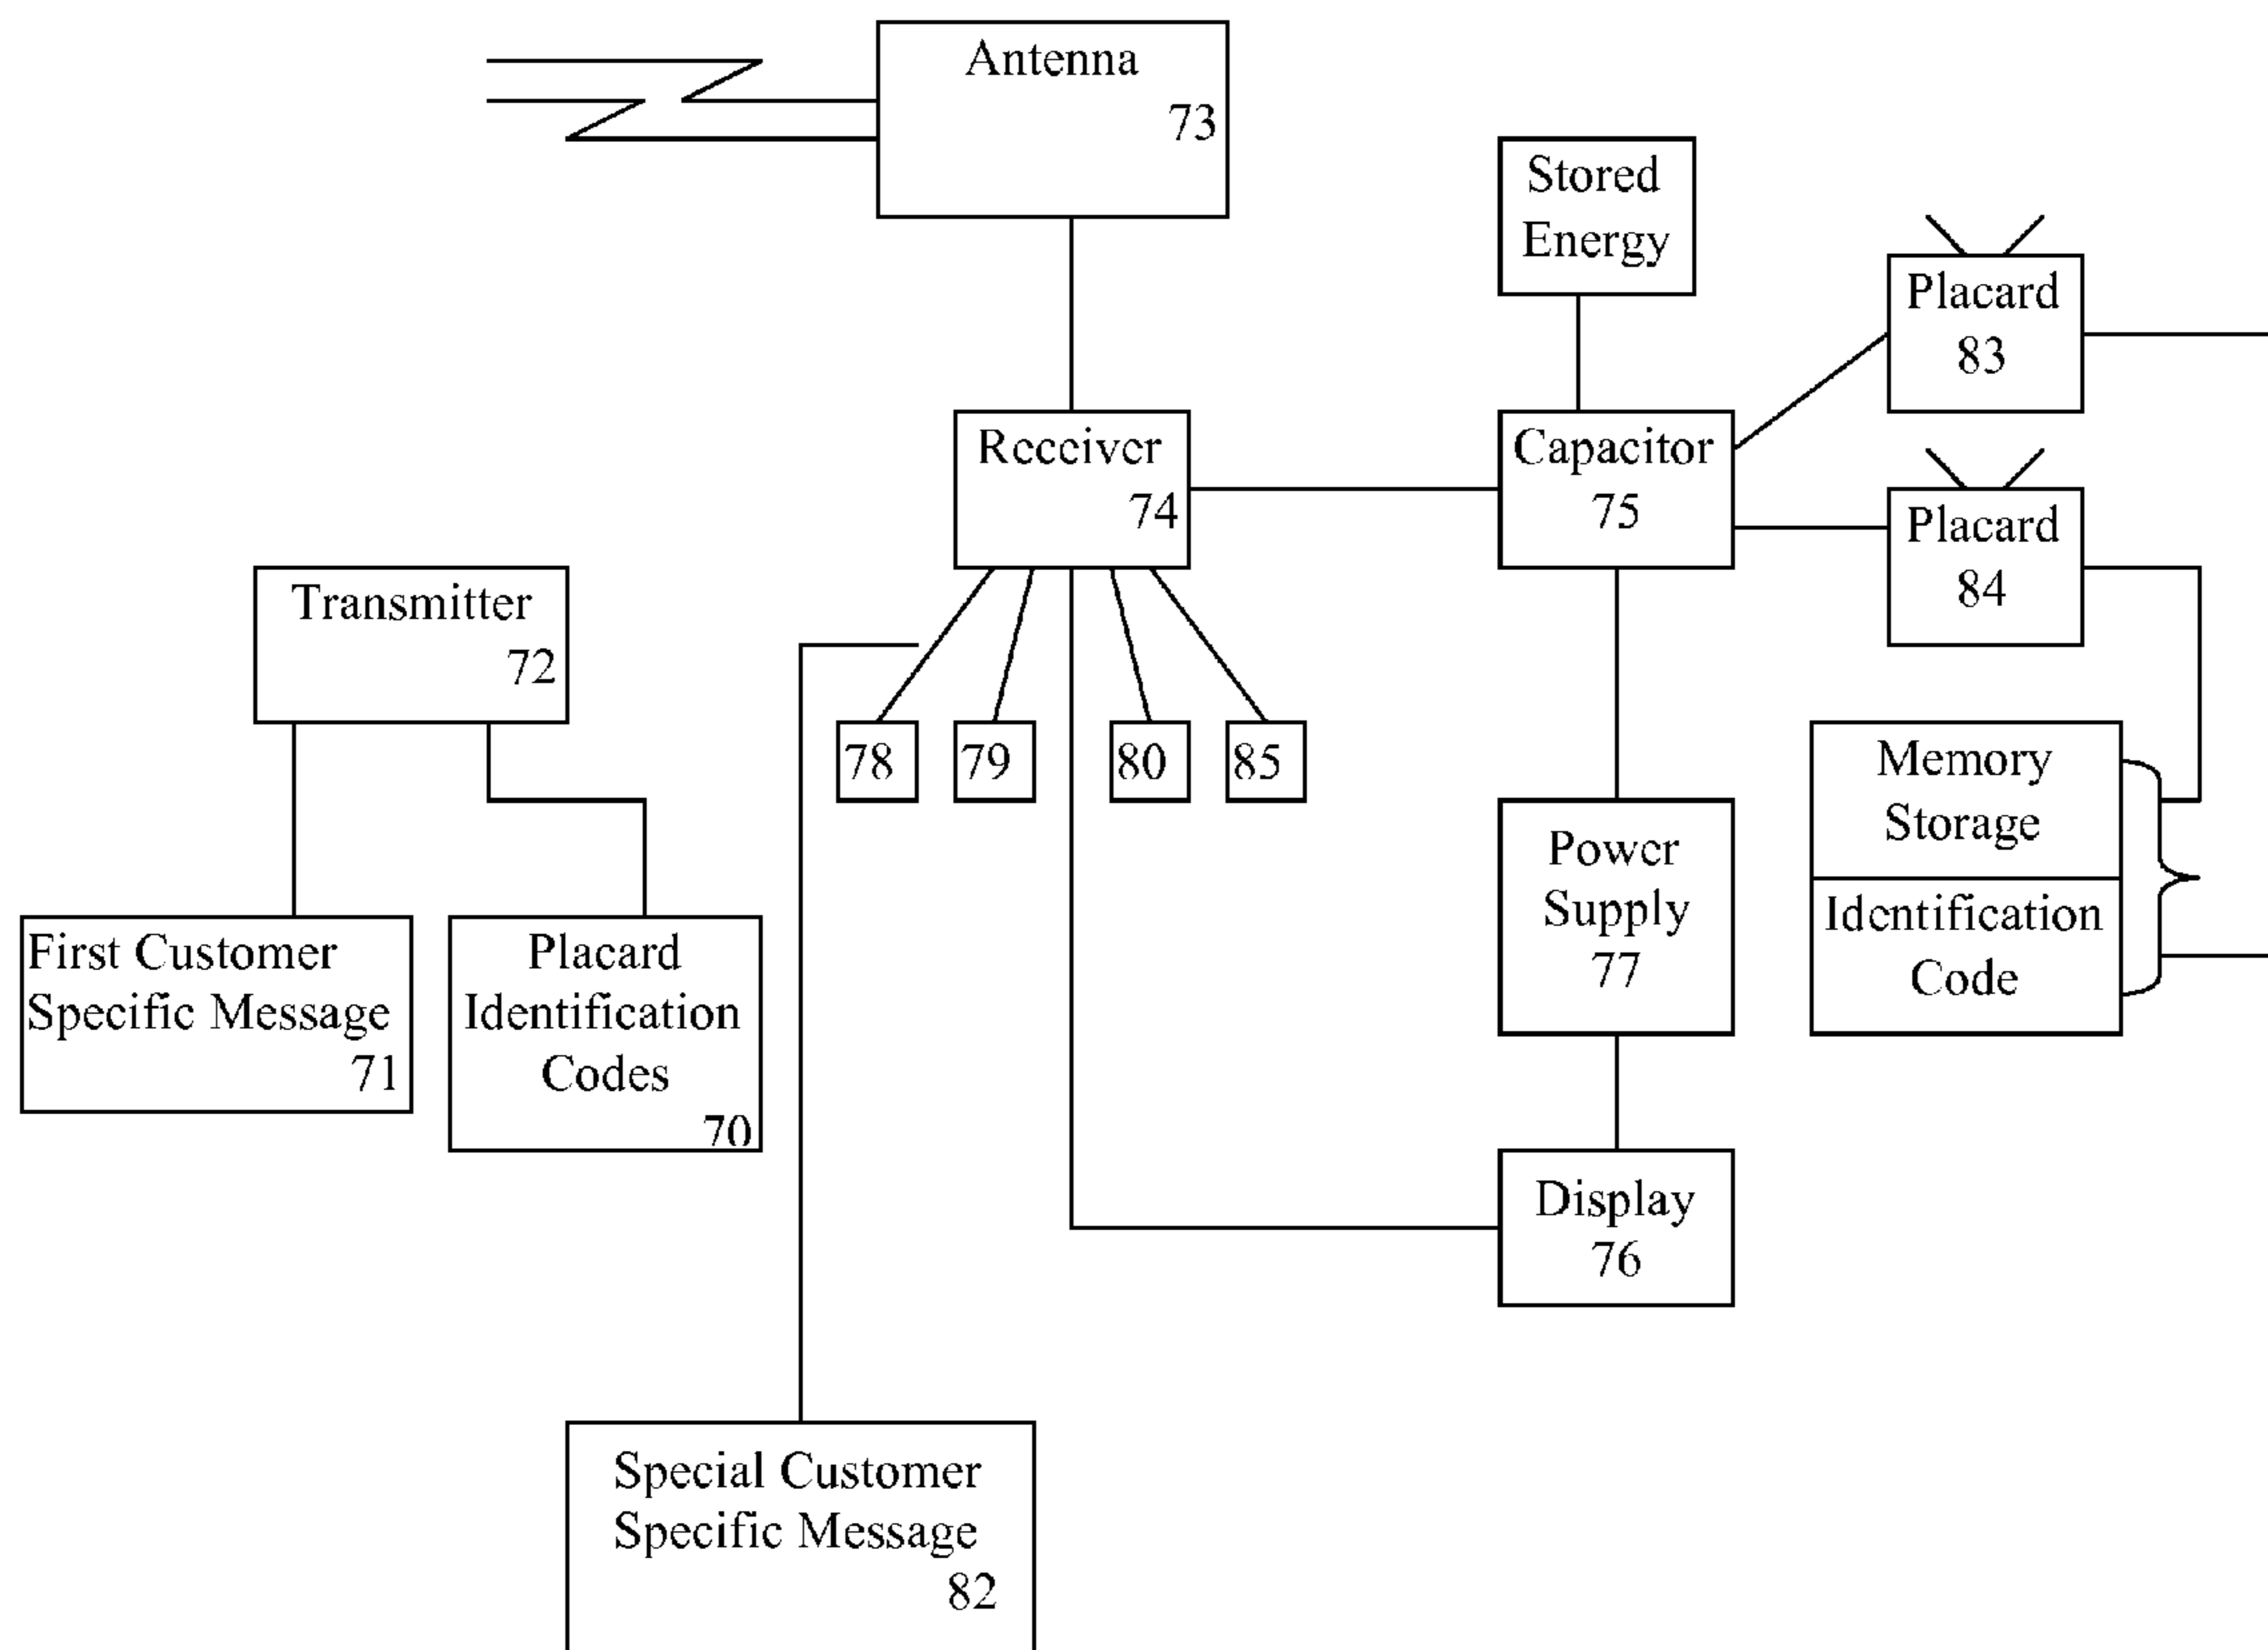 Antenna
73
Stored
Energy
Placard
83
Receiver
74
Capacitor
75
Placard
84
Transmitter
72
78
79
80
85
Memory
Storage
Identification
Code
Power
Supply
77
First Customer
Specific Message
71
Placard
Identification
Codes
70
Display
76
Special Customer
Specific Message
82